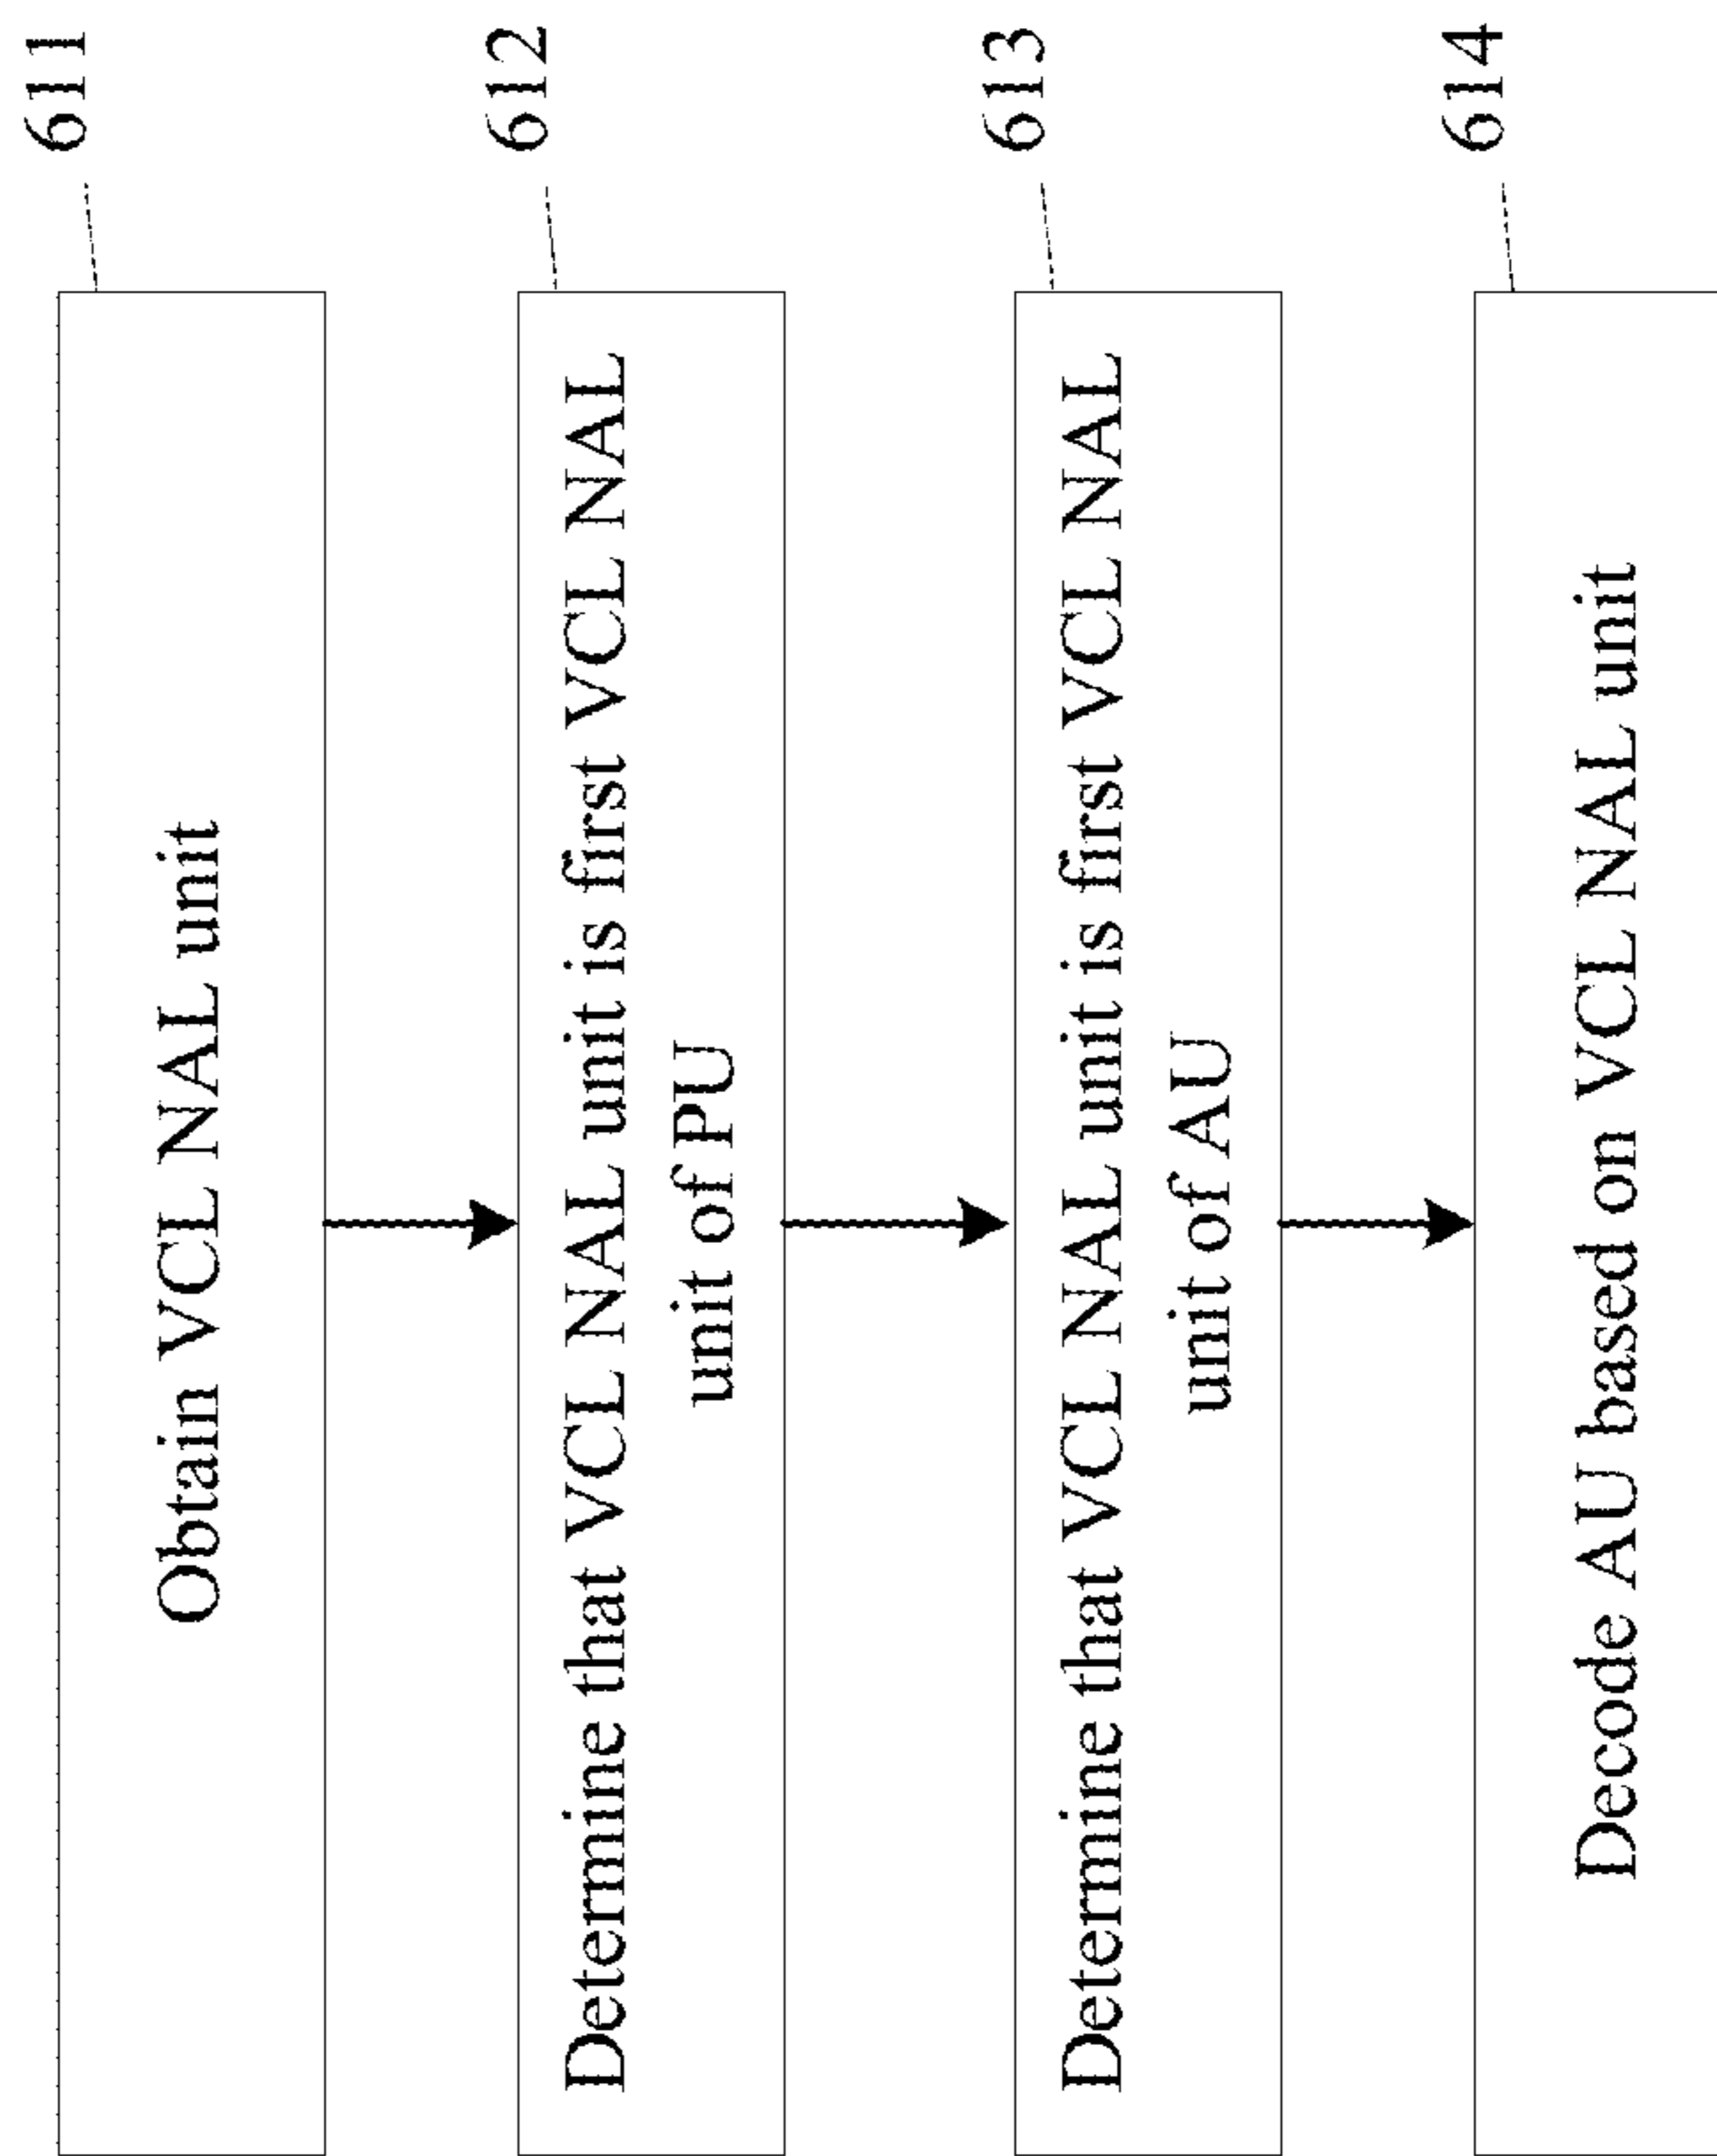 611
Obtain VCL NAL unit
612
Determine that VCL NAL unit is first VCL NAL
unit of PU
613
Determine that VCL NAL unit is first VCL NAL
unit of AU
614
Decode AU based on VCL NAL unit